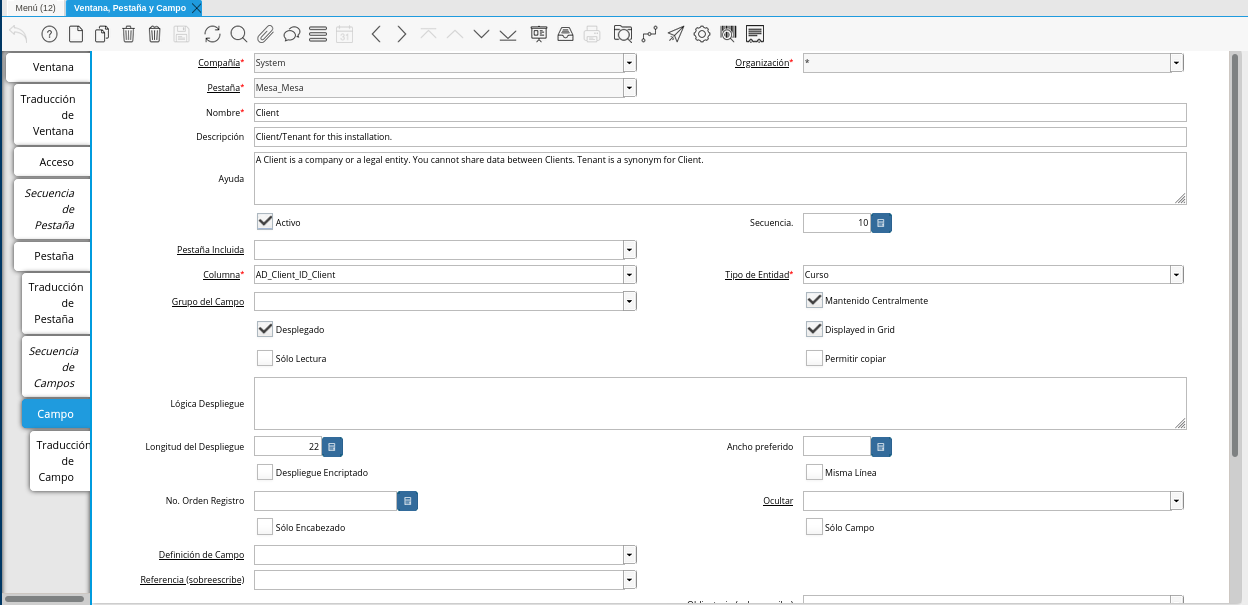 Menú (12)
Ventana, Pestaña y Campo
31
Ventana
Traducción
de
Ventana
Acceso
Secuencia
de
Pestaña
Pestaña
Traducción
de
Pestaña
Secuencia
de
Campos
Campo
Traducción
de
Campo
Compañía* System
Organización* *
Pestaña* Mesa_Mesa
Nombre* Client
Descripción Client/Tenant for this installation.
Ayuda A Client is a company or a legal entity. You cannot share data between Clients. Tenant is a synonym for Client.
Activo
Secuencia. 10
Pestaña Incluida
Columna* AD_Client_ID_Client
Tipo de Entidad* Curso
Grupo del Campo
Mantenido Centralmente
Desplegado
Displayed in Grid
Sólo Lectura
Permitir copiar
Lógica Despliegue
Longitud del Despliegue 22
Ancho preferido
Despliegue Encriptado
Misma Línea
No. Orden Registro
Ocultar
Sólo Encabezado
Sólo Campo
Definición de Campo
Referencia (sobreescribe)